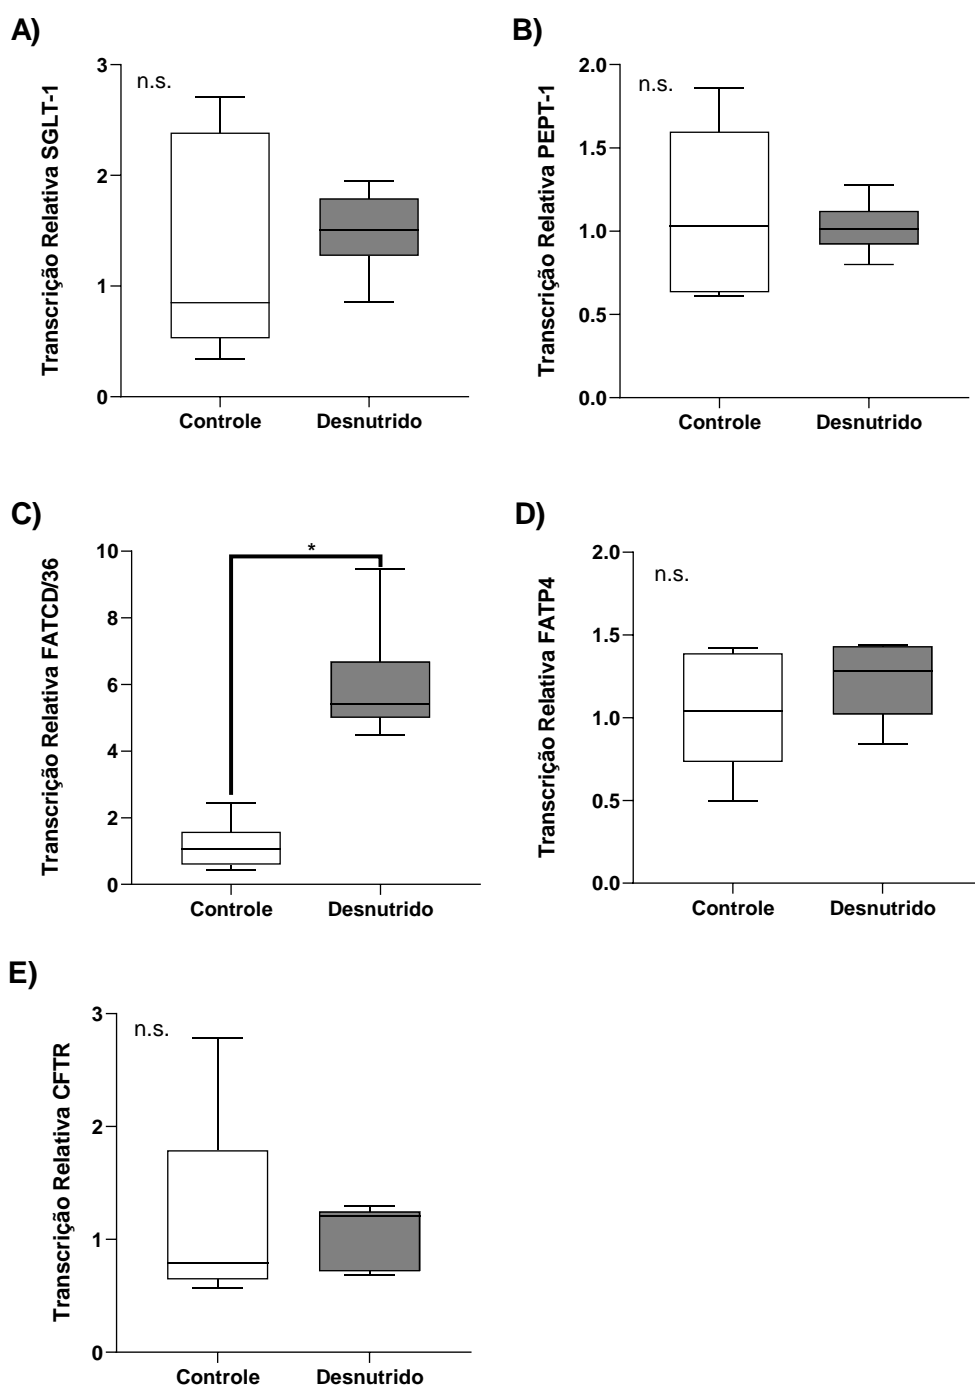 A)
Transcrição Relativa SGLT-1
n.s.
3
2
1
0
Controle Desnutrido
B)
Transcrição Relativa PEPT-1
n.s.
2.0
1.5
1.0
0.5
0.0
Controle Desnutrido
C)
Transcrição Relativa FATCD/36
*
10
8
6
4
2
0
Controle Desnutrido
D)
Transcrição Relativa FATP4
n.s.
2.0
1.5
1.0
0.5
0.0
Controle Desnutrido
E)
Transcrição Relativa CFTR
n.s.
3
2
1
0
Controle Desnutrido